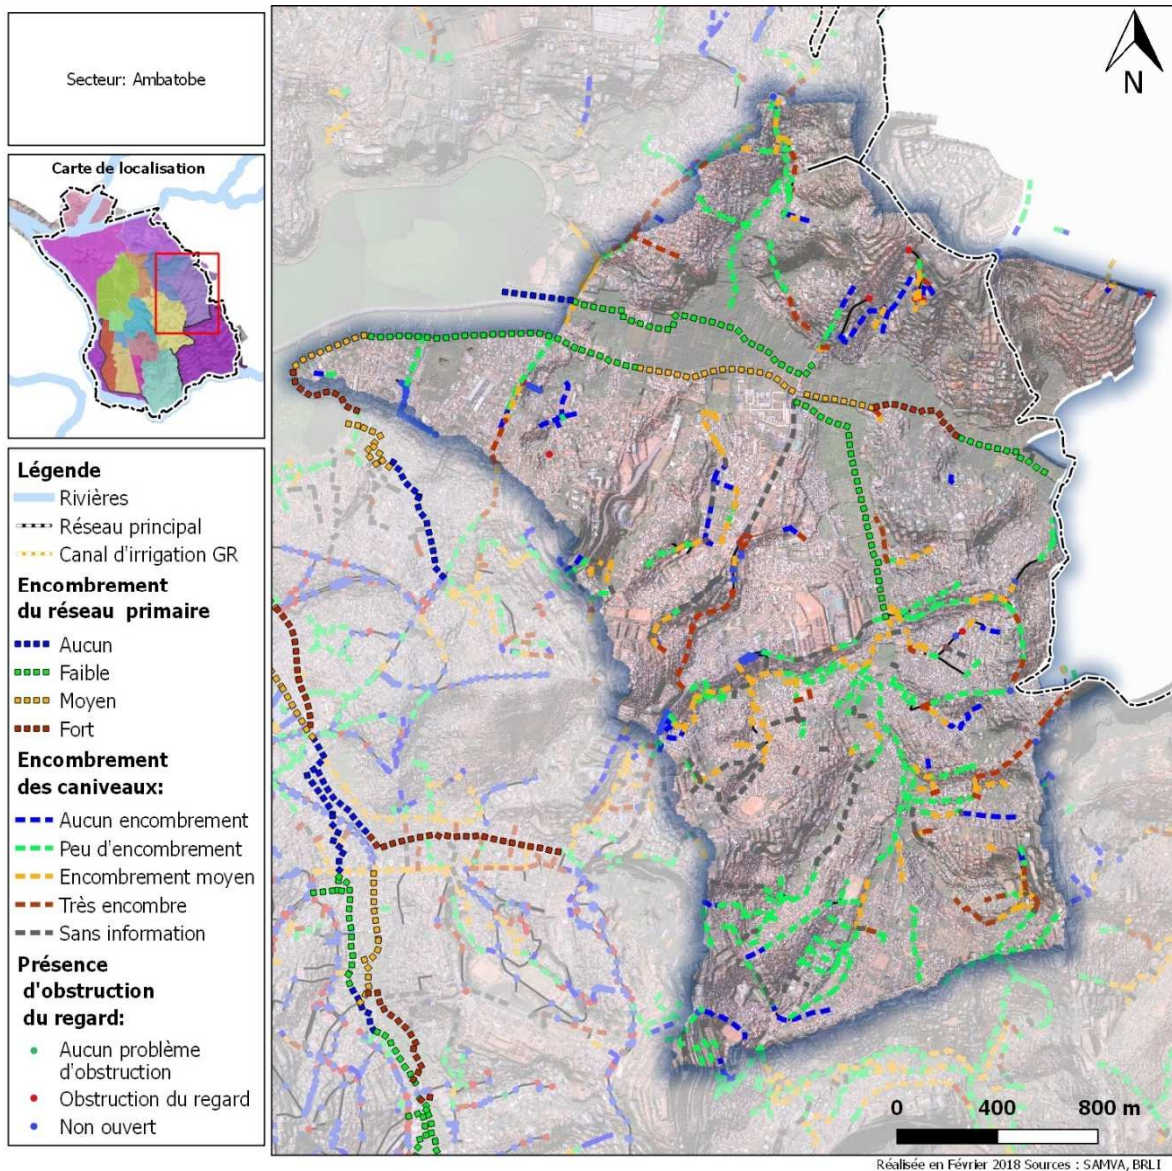 Secteur: Ambatobe
Carte de localisation
Légende
Rivières
Réseau principal
Canal d'irrigation GR
Encombrement
du réseau primaire
Aucun
Faible
Moyen
Fort
Encombrement
des caniveaux:
Aucun encombrement
Peu d'encombrement
Encombrement moyen
Très encombre
Sans information
Présence
d'obstruction
du regard:
Aucun problème
d'obstruction
Obstruction du regard
Non ouvert
N
0 400 800 m
Réalisée en Février 2018 Sources : SAMVA, BRLI